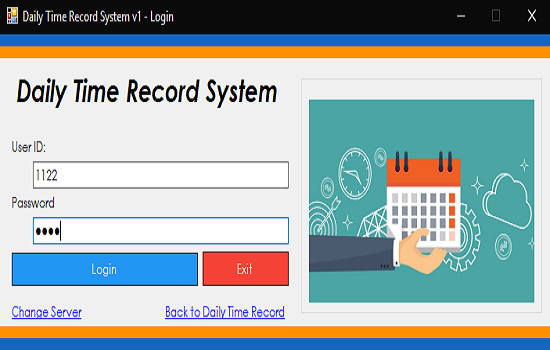 Daily Time Record System v1 - Login
Daily Time Record System
User ID:
1122
Password
••••
Login Exit
Change Server Back to Daily Time Record